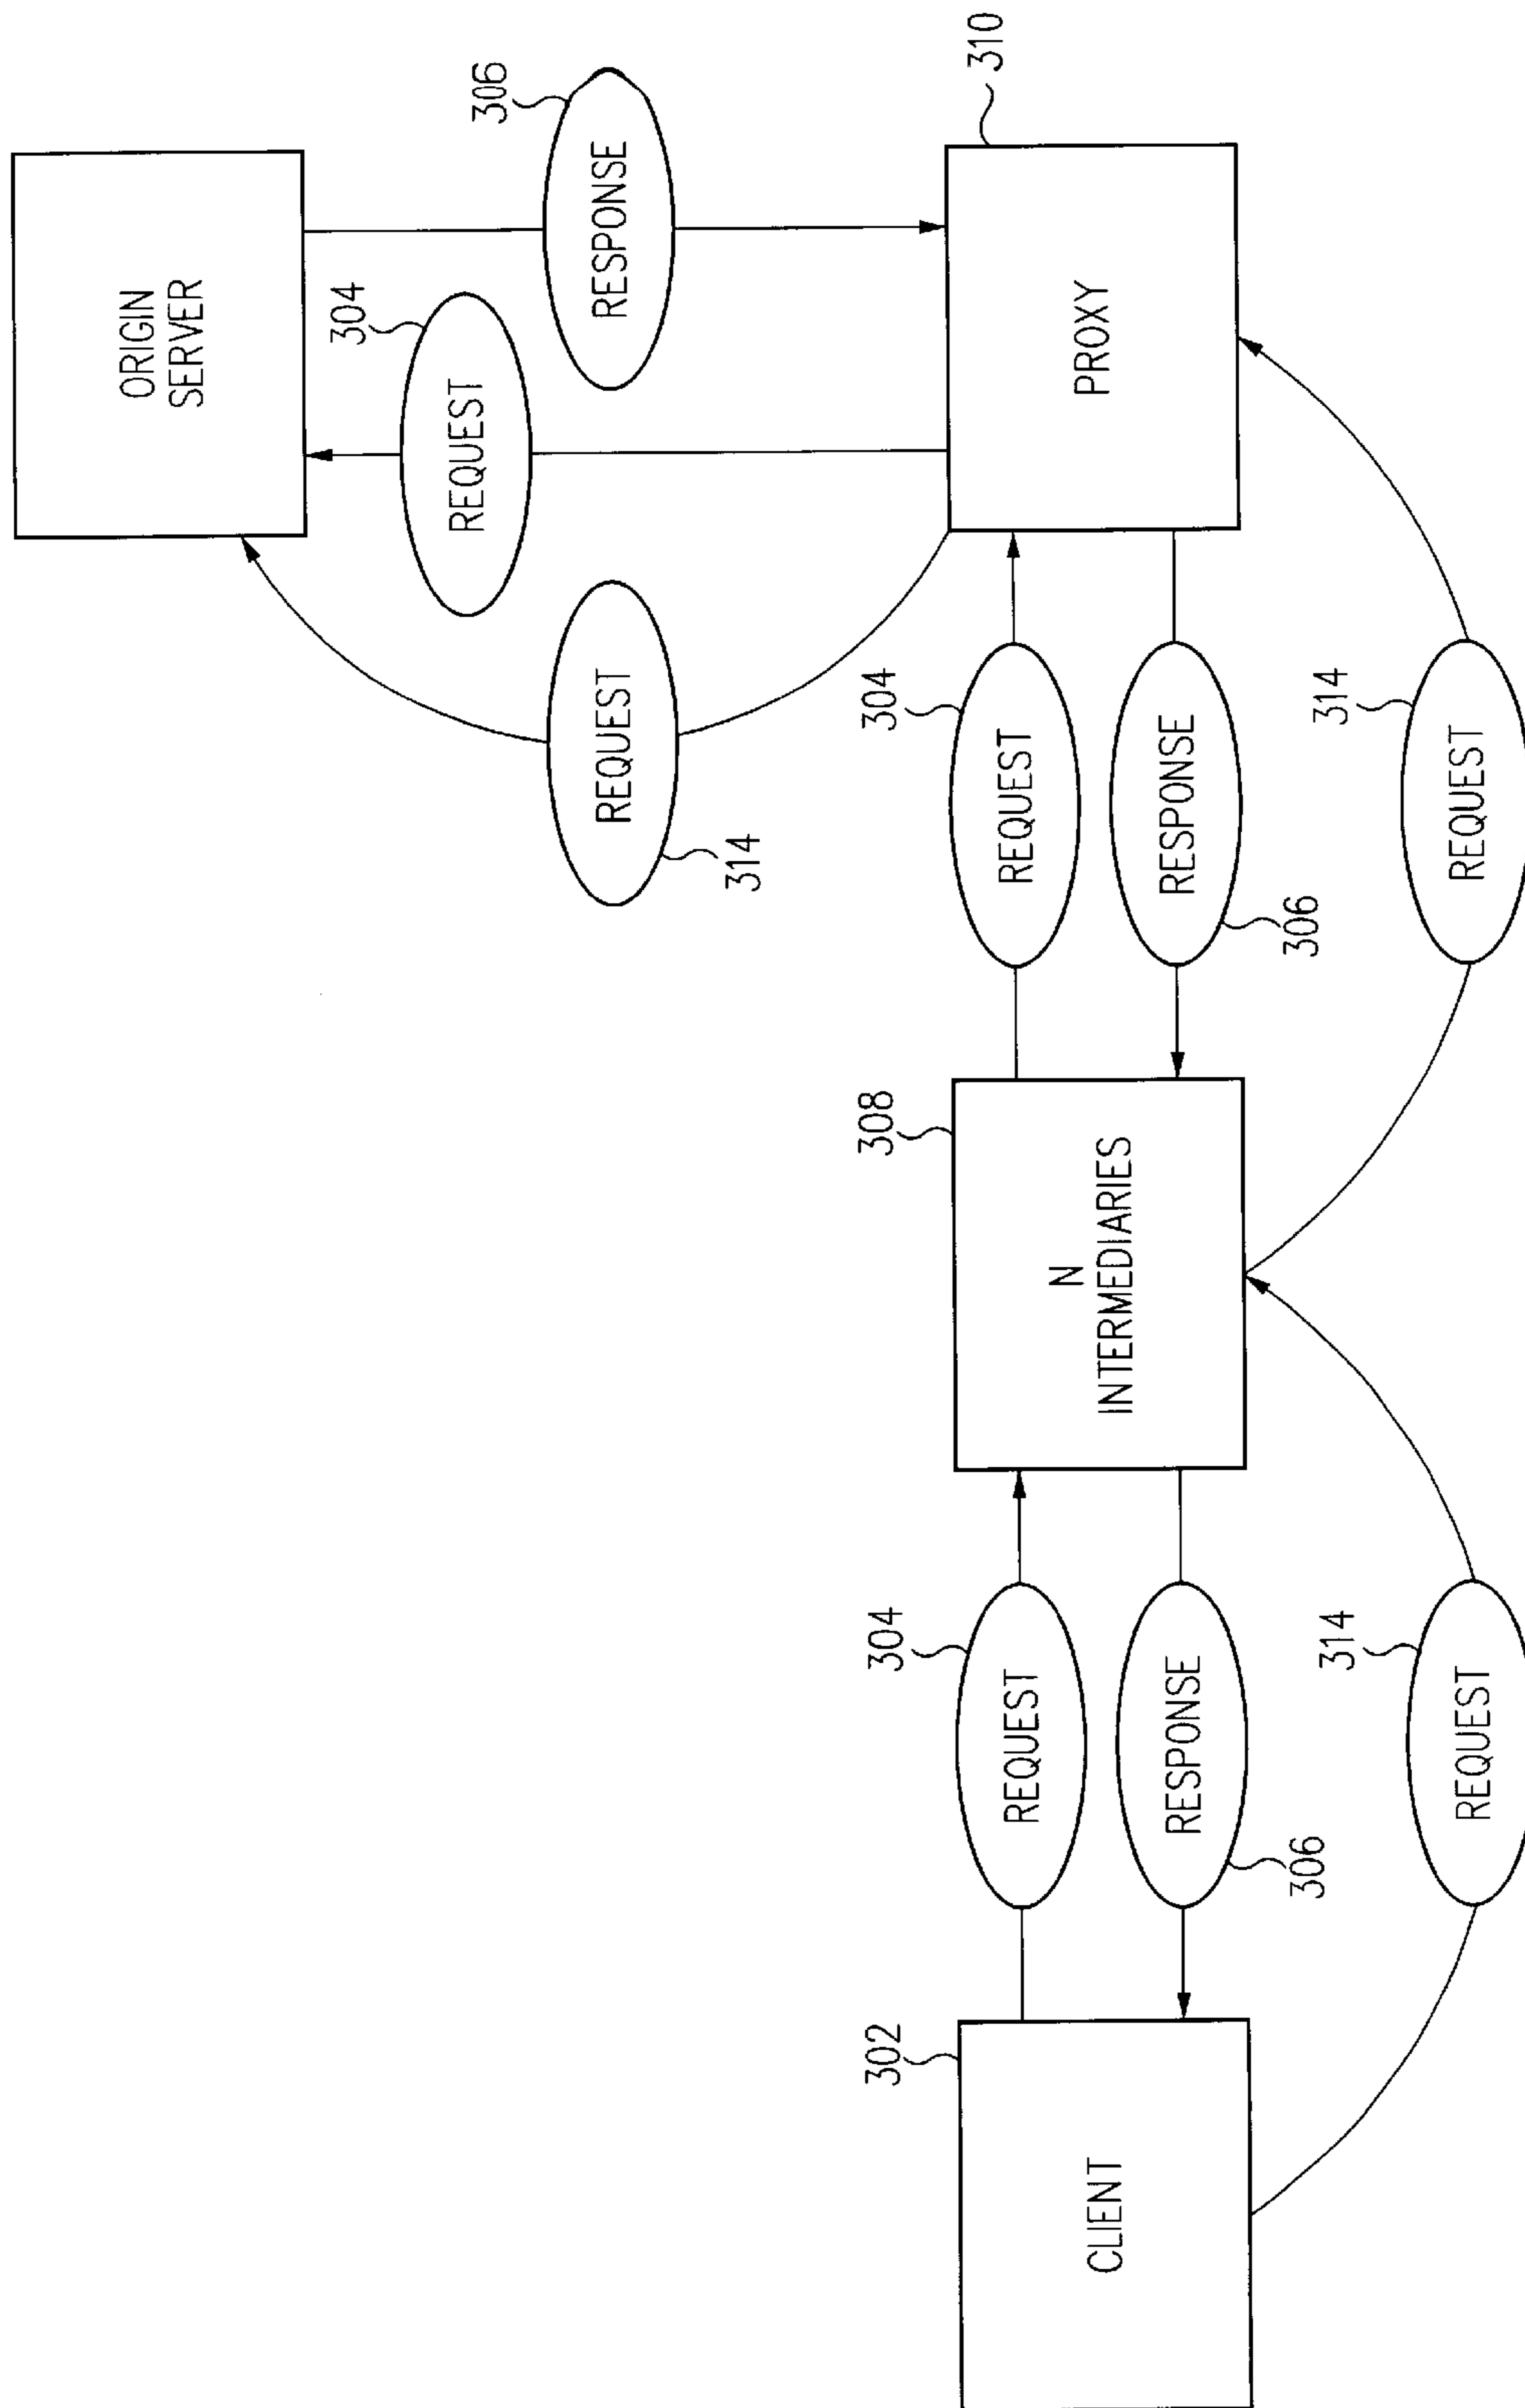 ORIGIN
SERVER
304
REQUEST
306
RESPONSE
REQUEST
314
302
CLIENT
304
REQUEST
RESPONSE
306
308
N
INTERMEDIARIES
304
REQUEST
RESPONSE
306
310
PROXY
314
REQUEST
314
REQUEST